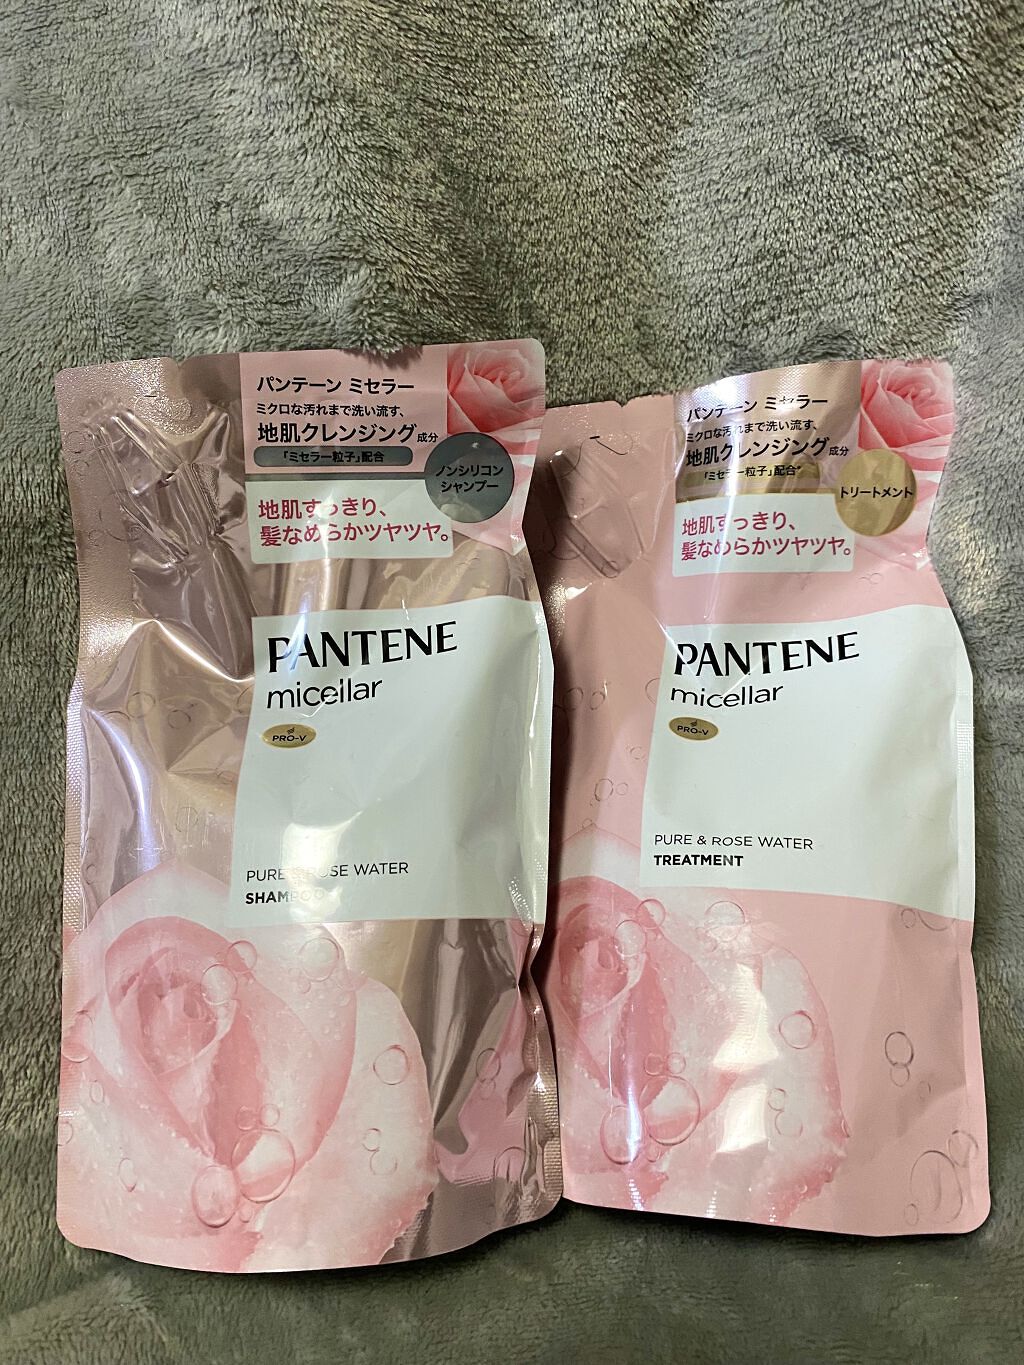 パンテーン ミセラー
ミクロな汚れまで洗い流す、
地肌クレンジング成分
「ミセラー粒子」配合
ノンシリコン
シャンプー
地肌すっきり、
髪なめらかツヤツヤ。
PANTENE
micellar
PRO-V
PURE & ROSE WATER
SHAMPOO
パンテーン ミセラー
ミクロな汚れまで洗い流す、
地肌クレンジング成分
「ミセラー粒子」配合*
トリートメント
地肌すっきり、
髪なめらかツヤツヤ。
PANTENE
micellar
PRO-V
PURE & ROSE WATER
TREATMENT